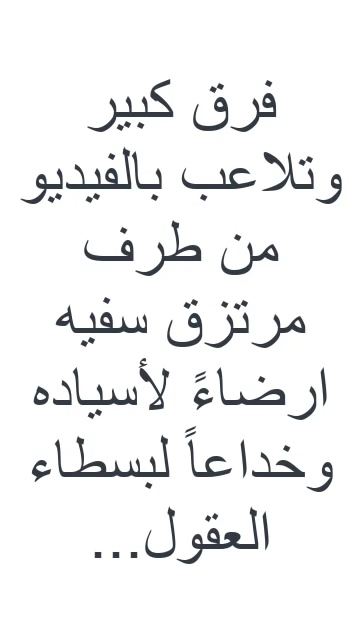 فرق كبير
وتلاعب بالفيديو
من طرف
مرتزق سفيه
ارضاءً لأسياده
وخداعاً لبسطاء
العقول...